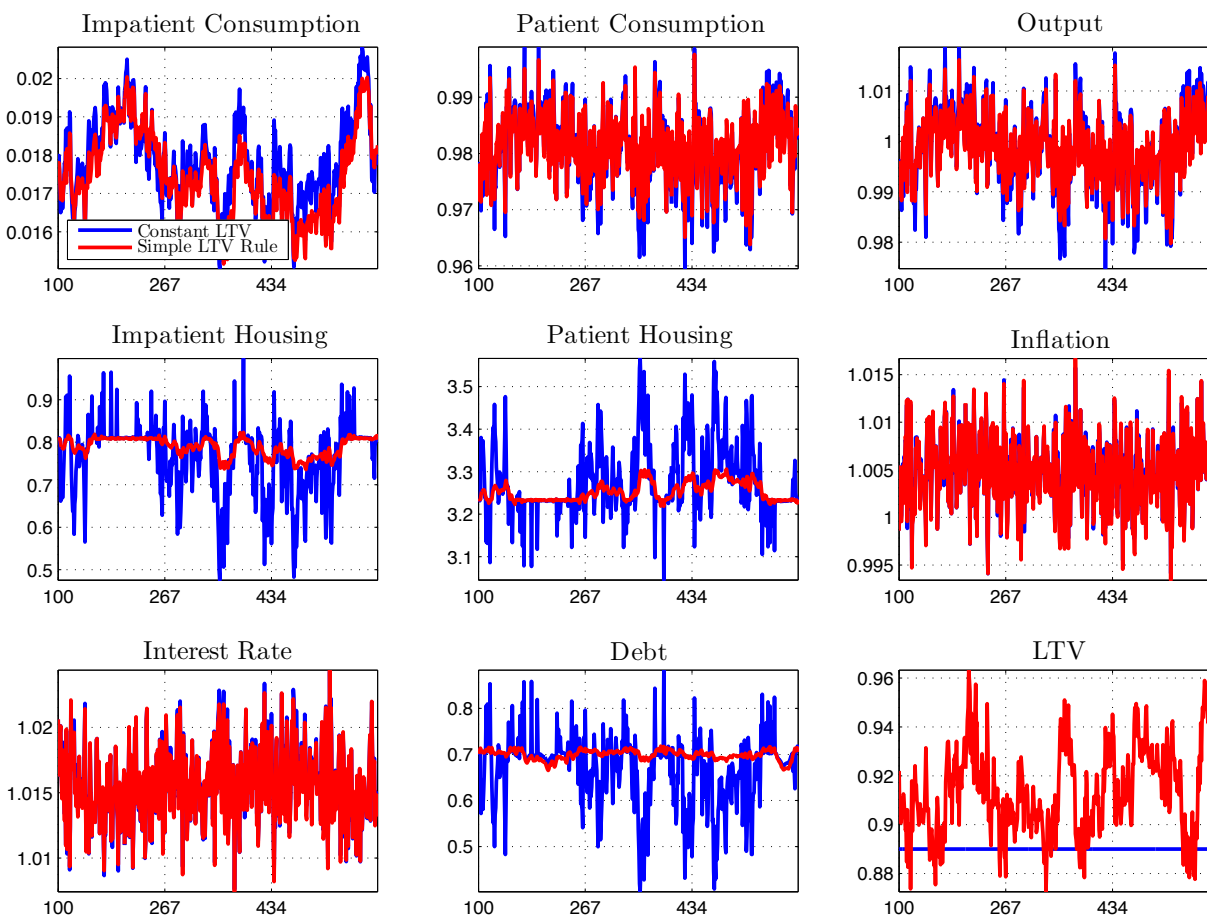 Impatient Consumption
Patient Consumption
Output
0.02
0.019
0.018
0.017
0.016
Constant LTV
Simple LTV Rule
100 267 434
0.99
0.98
0.97
0.96
100 267 434
1.01
1
0.99
0.98
100 267 434
Impatient Housing
Patient Housing
Inflation
0.9
0.8
0.7
0.6
0.5
100 267 434
3.5
3.4
3.3
3.2
3.1
100 267 434
1.015
1.01
1.005
1
0.995
100 267 434
Interest Rate
Debt
LTV
1.02
1.015
1.01
100 267 434
0.8
0.7
0.6
0.5
100 267 434
0.96
0.94
0.92
0.9
0.88
100 267 434